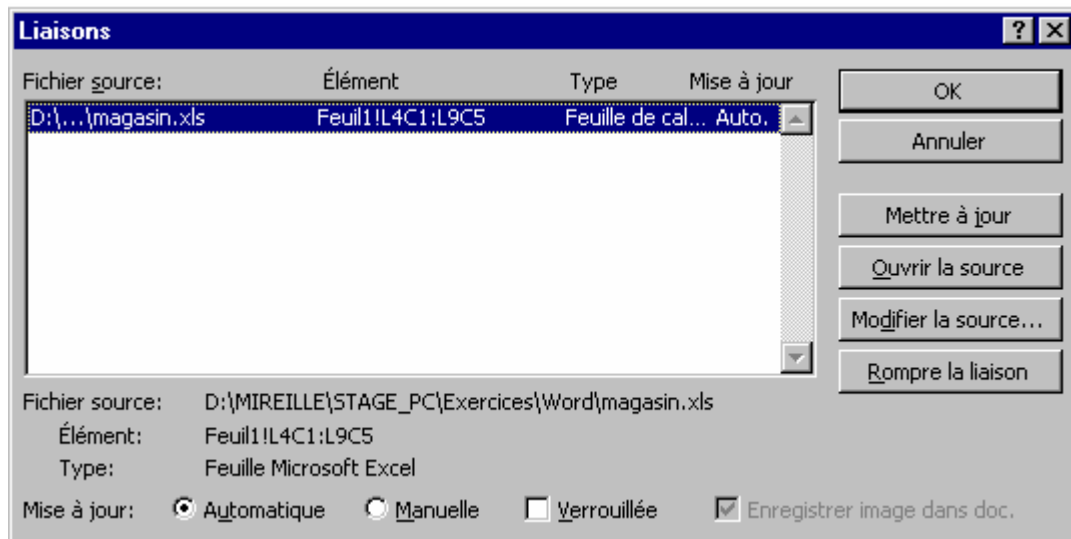 Liaisons
Fichier source: Élément Type Mise à jour
D:\...\magasin.xls Feuil1!L4C1:L9C5 Feuille de cal... Auto.
OK
Annuler
Mettre à jour
Ouvrir la source
Modifier la source...
Rompre la liaison
Fichier source: D:\MIREILLE\STAGE_PC\Exercices\Word\magasin.xls
Élément: Feuil1!L4C1:L9C5
Type: Feuille Microsoft Excel
Mise à jour: Automatique Manuelle Verrouillée Enregistrer image dans doc.